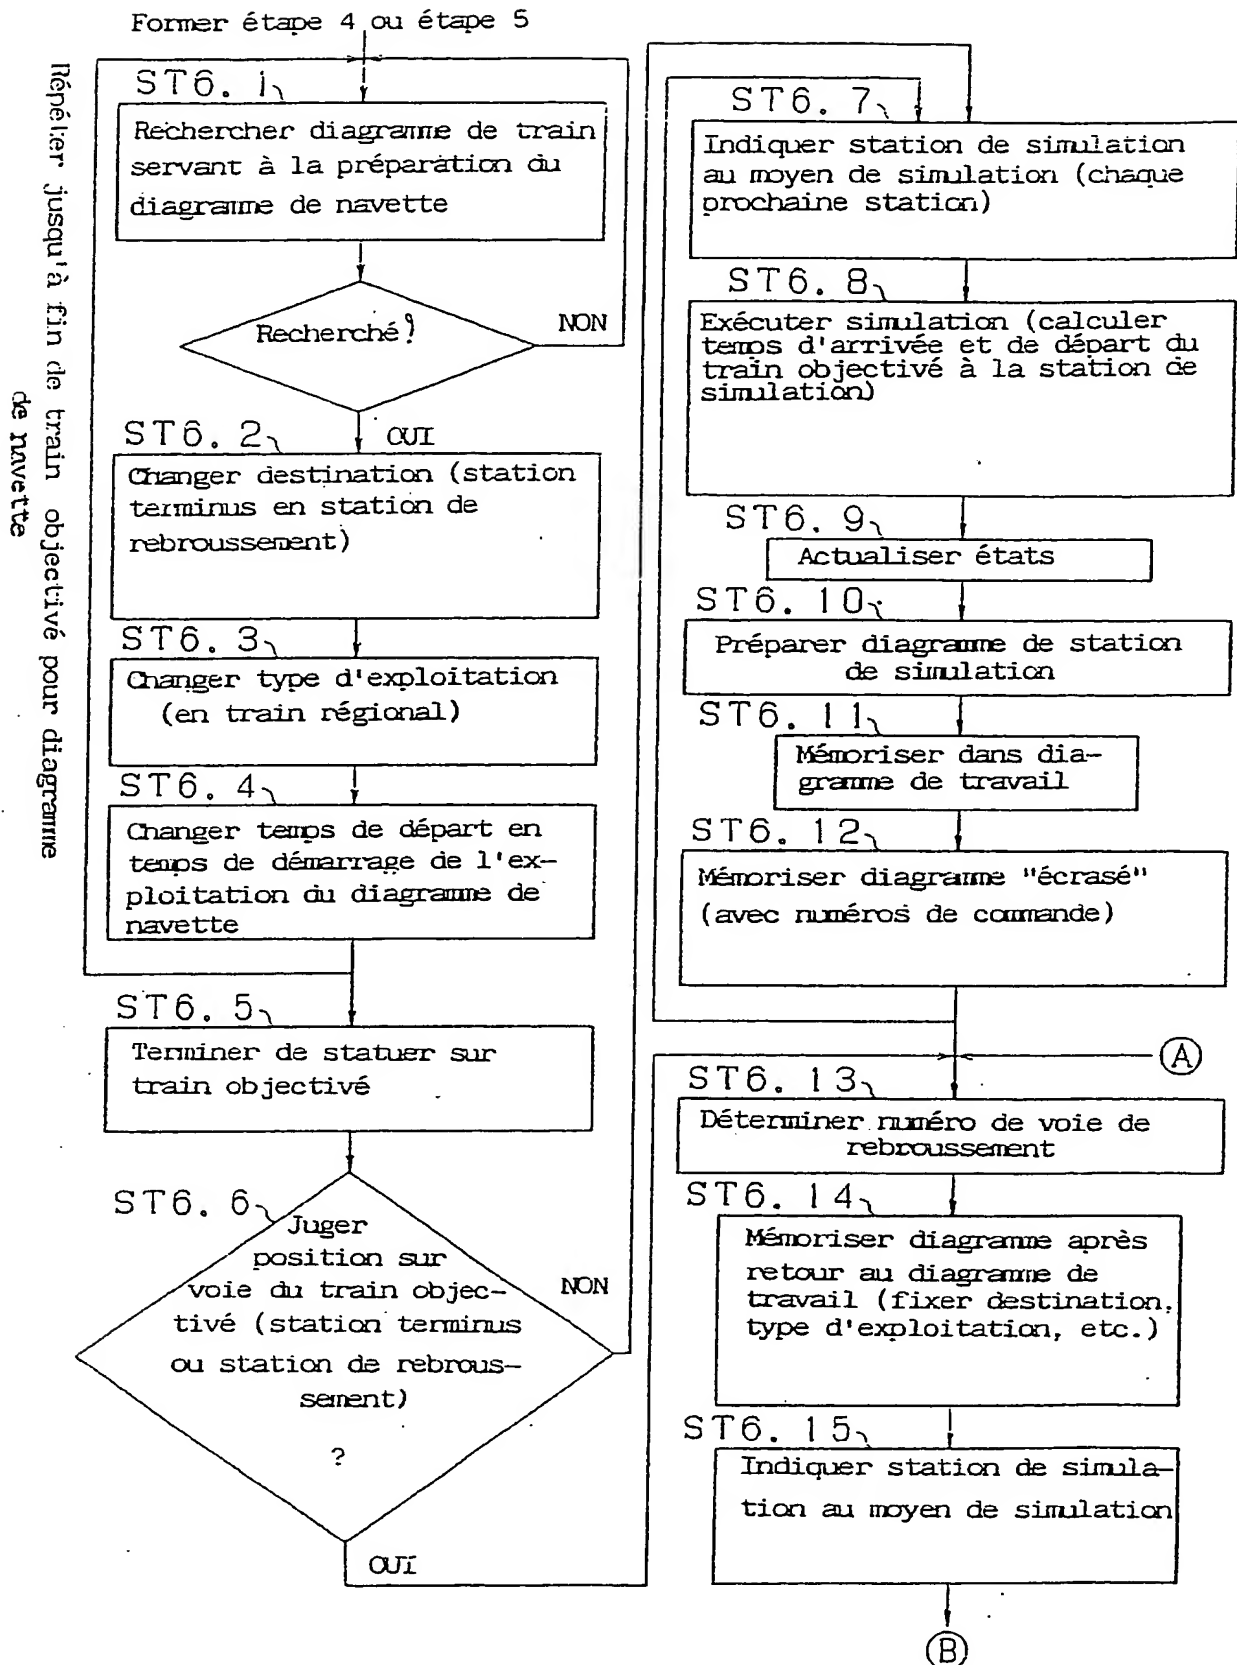 Former étape 4 ou étape 5
Répéter jusqu'à fin de train objectivé pour diagramme
de navette
ST6. 1
Rechercher diagramme de train
servant à la préparation du
diagramme de navette
Recherché?
NON
OUI
ST6. 2
Changer destination (station
terminus en station de
rebroussement)
ST6. 3
Changer type d'exploitation
(en train régional)
ST6. 4
Changer temps de départ en
temps de démarrage de l'ex-
ploitation du diagramme de
navette
ST6. 5
Terminer de statuer sur
train objectivé
ST6. 6
Juger
position sur
voie du train objec-
tivé (station terminus
ou station de rebrous-
sement)
?
NON
OUI
ST6. 7
Indiquer station de simulation
au moyen de simulation (chaque
prochaine station)
ST6. 8
Exécuter simulation (calculer
temps d'arrivée et de départ du
train objectivé à la station de
simulation)
ST6. 9
Actualiser états
ST6. 10
Préparer diagramme de station
de simulation
ST6. 11
Mémoriser dans dia-
gramme de travail
ST6. 12
Mémoriser diagramme "écrasé"
(avec numéros de commande)
A
ST6. 13
Déterminer numéro de voie de
rebroussement
ST6. 14
Mémoriser diagramme après
retour au diagramme de
travail (fixer destination,
type d'exploitation, etc.)
ST6. 15
Indiquer station de simula-
tion au moyen de simulation
B